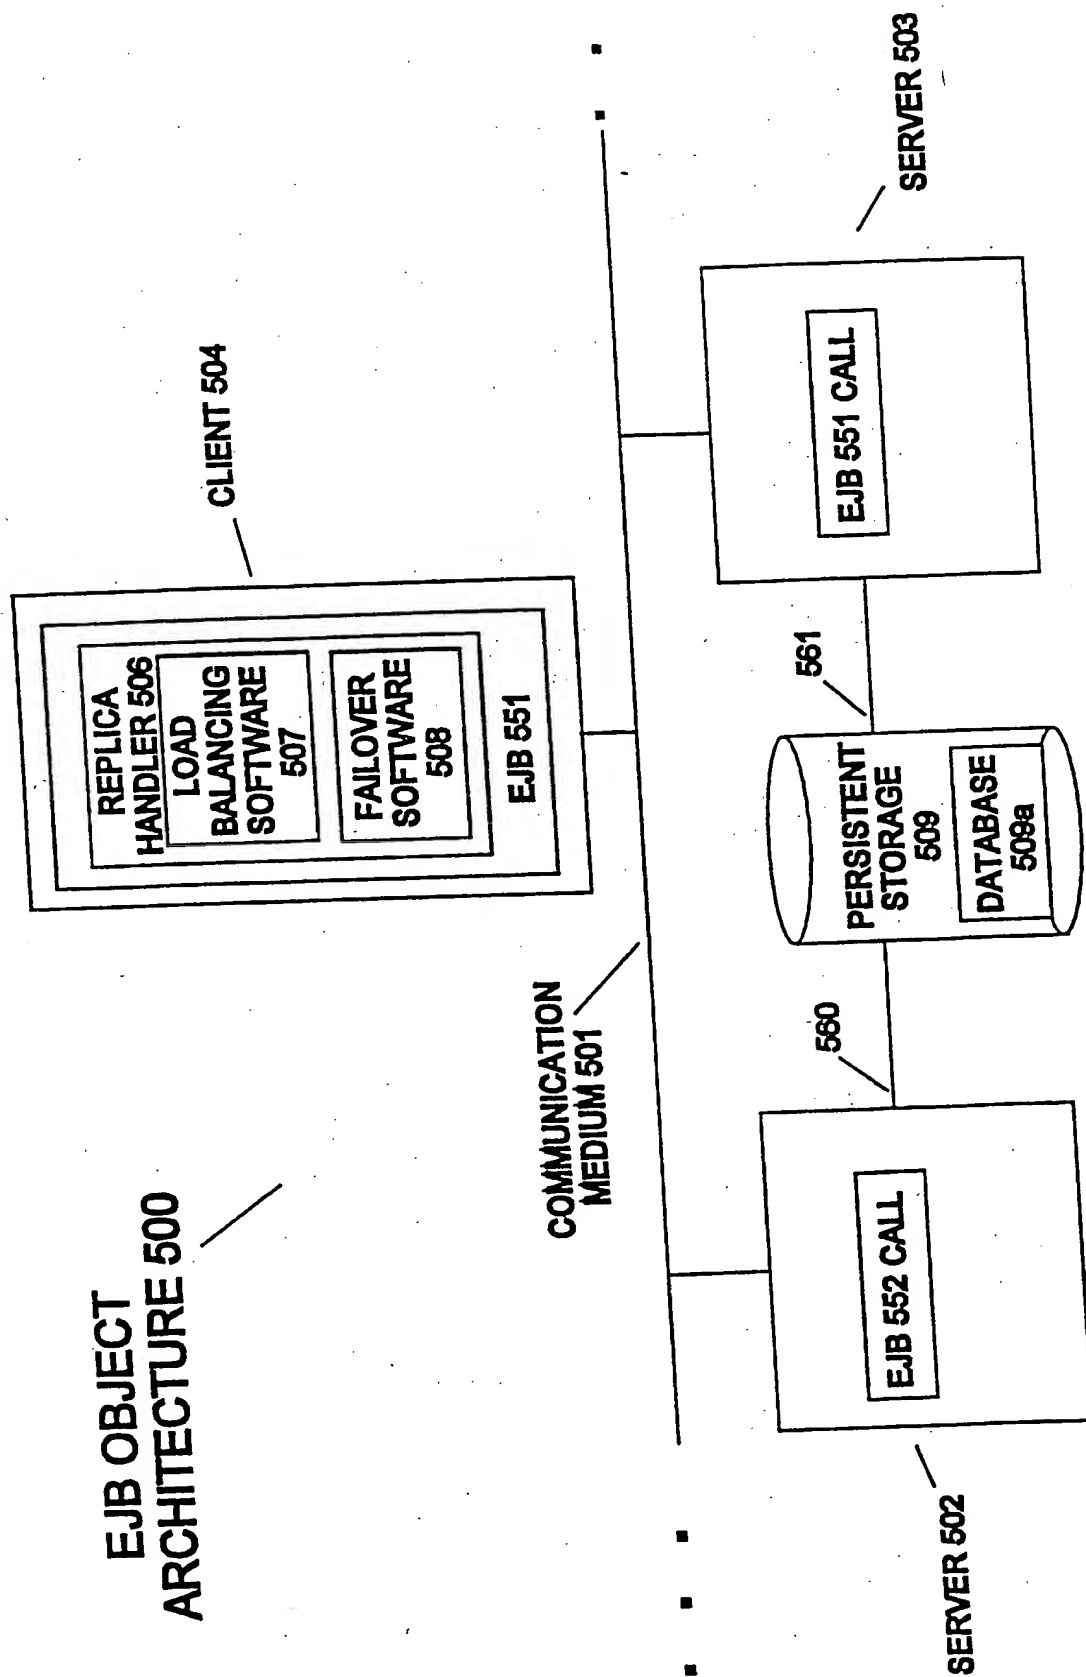 EJB OBJECT
ARCHITECTURE 500
CLIENT 504
REPLICA
HANDLER 506
LOAD
BALANCING
SOFTWARE
507
FAILOVER
SOFTWARE
508
EJB 551
COMMUNICATION
MEDIUM 501
SERVER 502
EJB 552 CALL
560
PERSISTENT
STORAGE
509
DATABASE
509a
561
EJB 551 CALL
SERVER 503